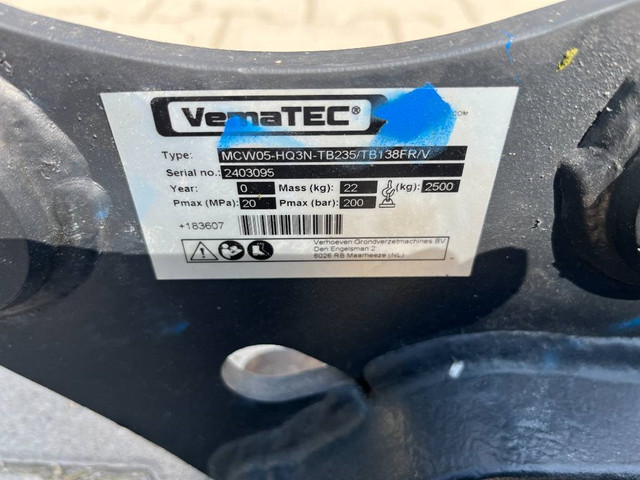 VemaTEC®
.COM
Type: MCW05-HQ3N-TB235/TB138FR/V
Serial no.: 2403095
Year: 0 Mass (kg): 22 (kg): 2500
Pmax (MPa): 20 Pmax (bar): 200
+183607
Verhoeven Grondverzetmachines BV
Den Engelsman 2
6026 RB Maarheeze (NL)